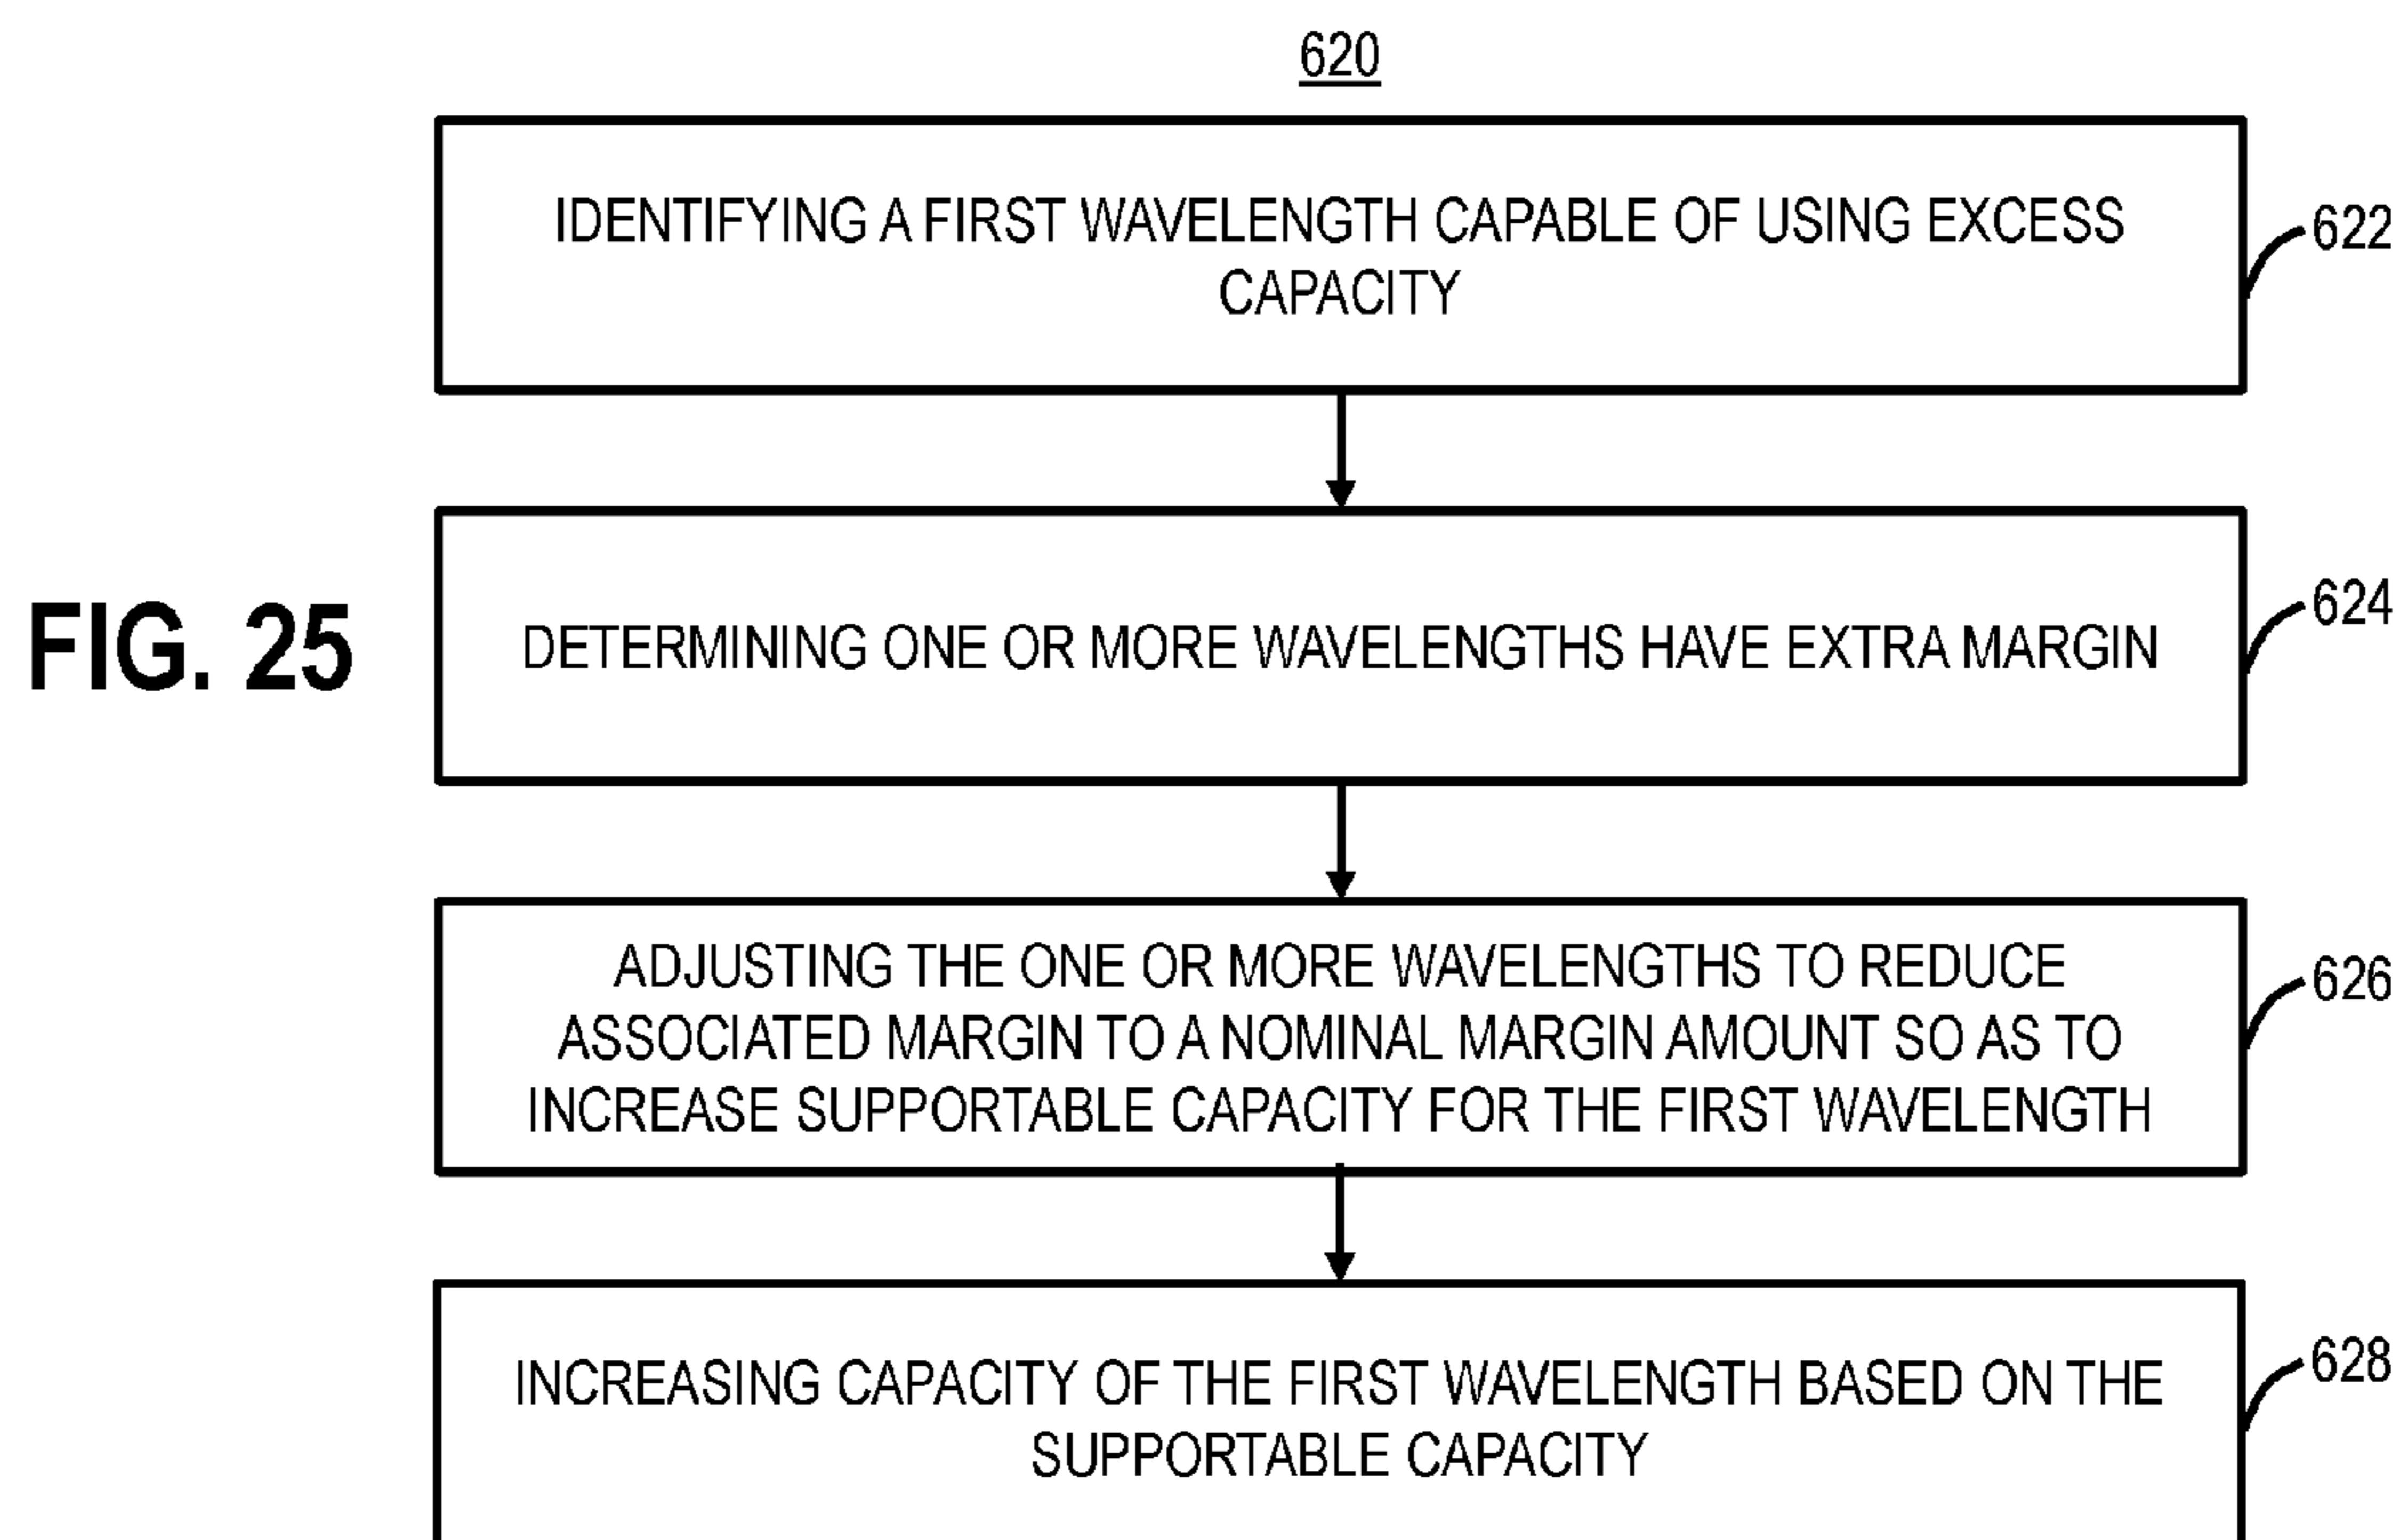 620
IDENTIFYING A FIRST WAVELENGTH CAPABLE OF USING EXCESS
CAPACITY
622
DETERMINING ONE OR MORE WAVELENGTHS HAVE EXTRA MARGIN
624
FIG. 25
ADJUSTING THE ONE OR MORE WAVELENGTHS TO REDUCE
ASSOCIATED MARGIN TO A NOMINAL MARGIN AMOUNT SO AS TO
INCREASE SUPPORTABLE CAPACITY FOR THE FIRST WAVELENGTH
626
INCREASING CAPACITY OF THE FIRST WAVELENGTH BASED ON THE
SUPPORTABLE CAPACITY
628